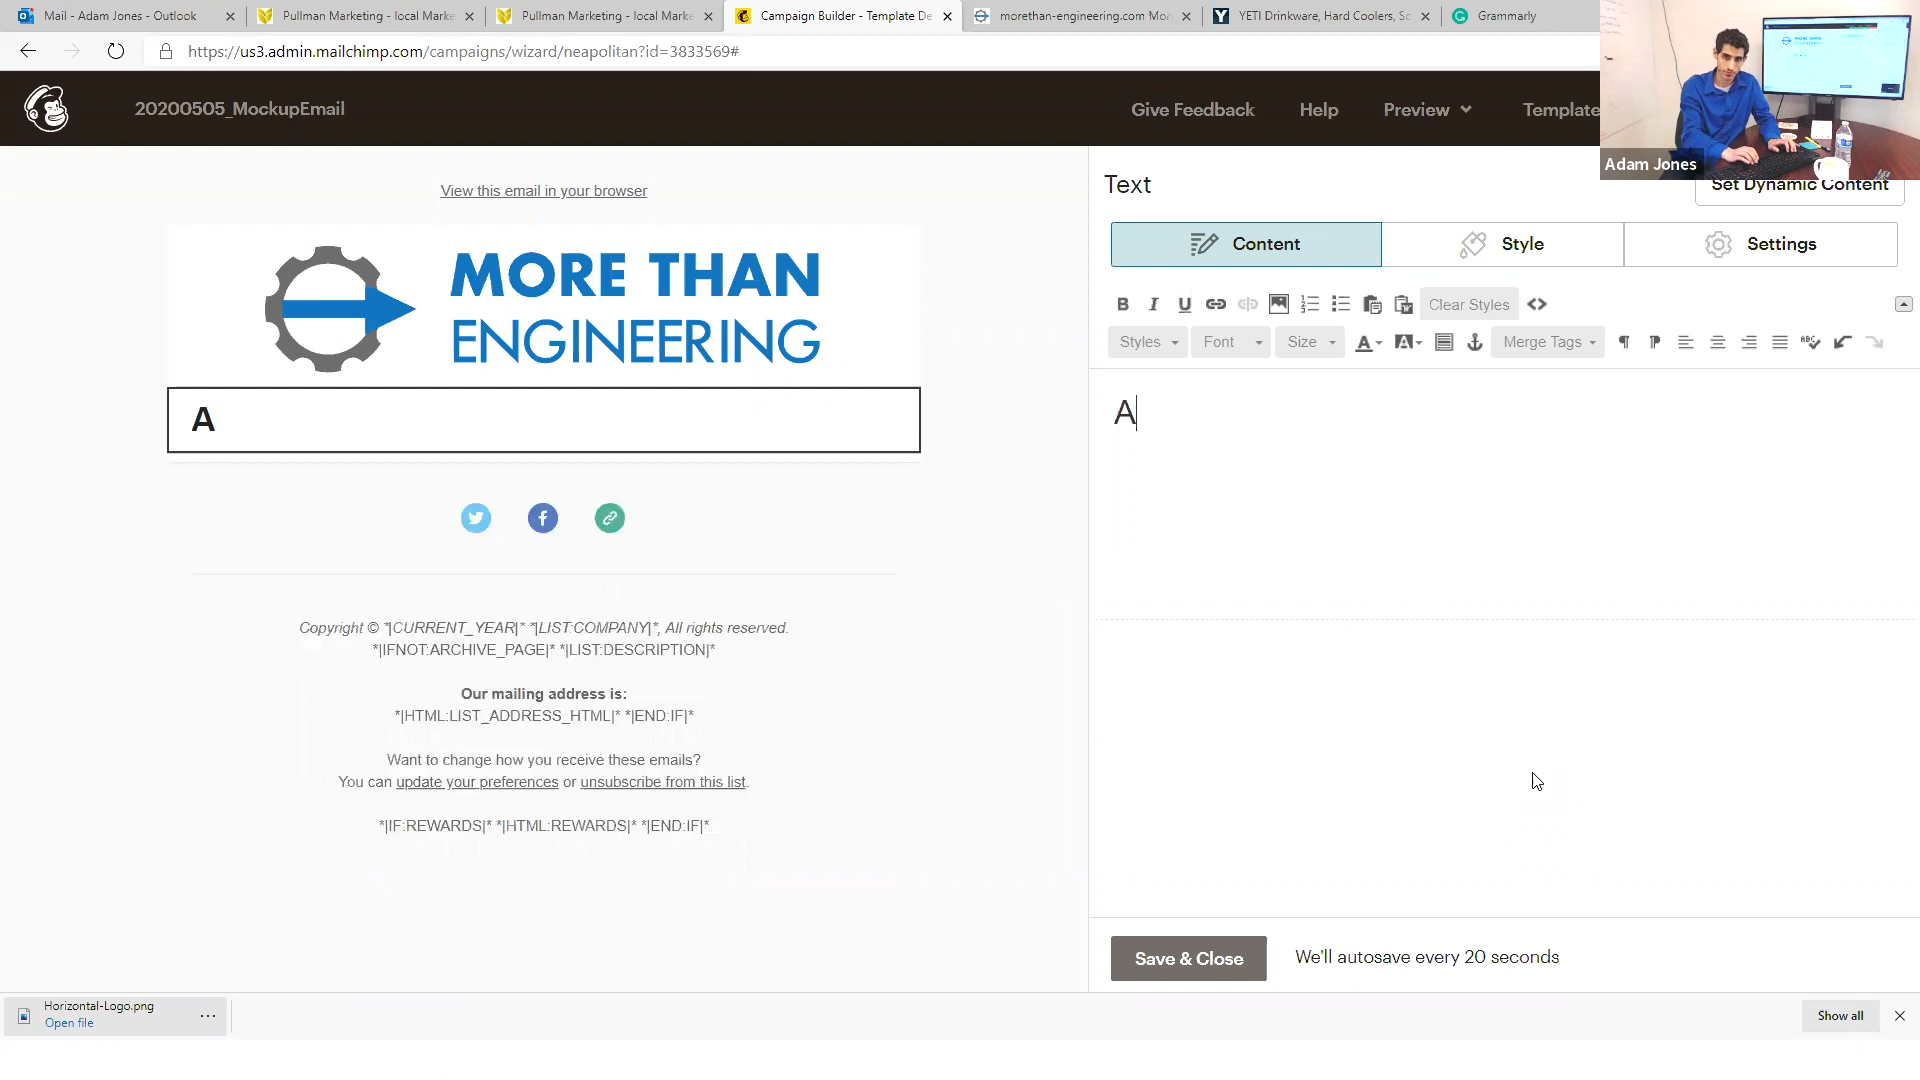 Mail - Adam Jones - Outlook
Pullman Marketing - local Marke
Pullman Marketing - local Marke
Campaign Builder - Template De
morethan-engineering.com Mor
YETI Drinkware, Hard Coolers, Sc
Grammarly
https://us3.admin.mailchimp.com/campaigns/wizard/neapolitan?id=3833569#
20200505_MockupEmail
Give Feedback
Help
Preview
Template
MORE THAN
Adam Jones
View this email in your browser
MORE THAN
ENGINEERING
A
Copyright © *|CURRENT_YEAR|* *|LIST:COMPANY|*, All rights reserved.
*|IFNOT:ARCHIVE_PAGE|* *|LIST:DESCRIPTION|*
Our mailing address is:
*|HTML:LIST_ADDRESS_HTML|* *|END:IF|*
Want to change how you receive these emails?
You can update your preferences or unsubscribe from this list.
*|IF:REWARDS|* *|HTML:REWARDS|* *|END:IF|*
Text
Set Dynamic Content
Content
Style
Settings
B I U
Clear Styles
Styles
Font
Size
A
A
Merge Tags
ABC
A
Save & Close
We'll autosave every 20 seconds
Horizontal-Logo.png
Open file
Show all